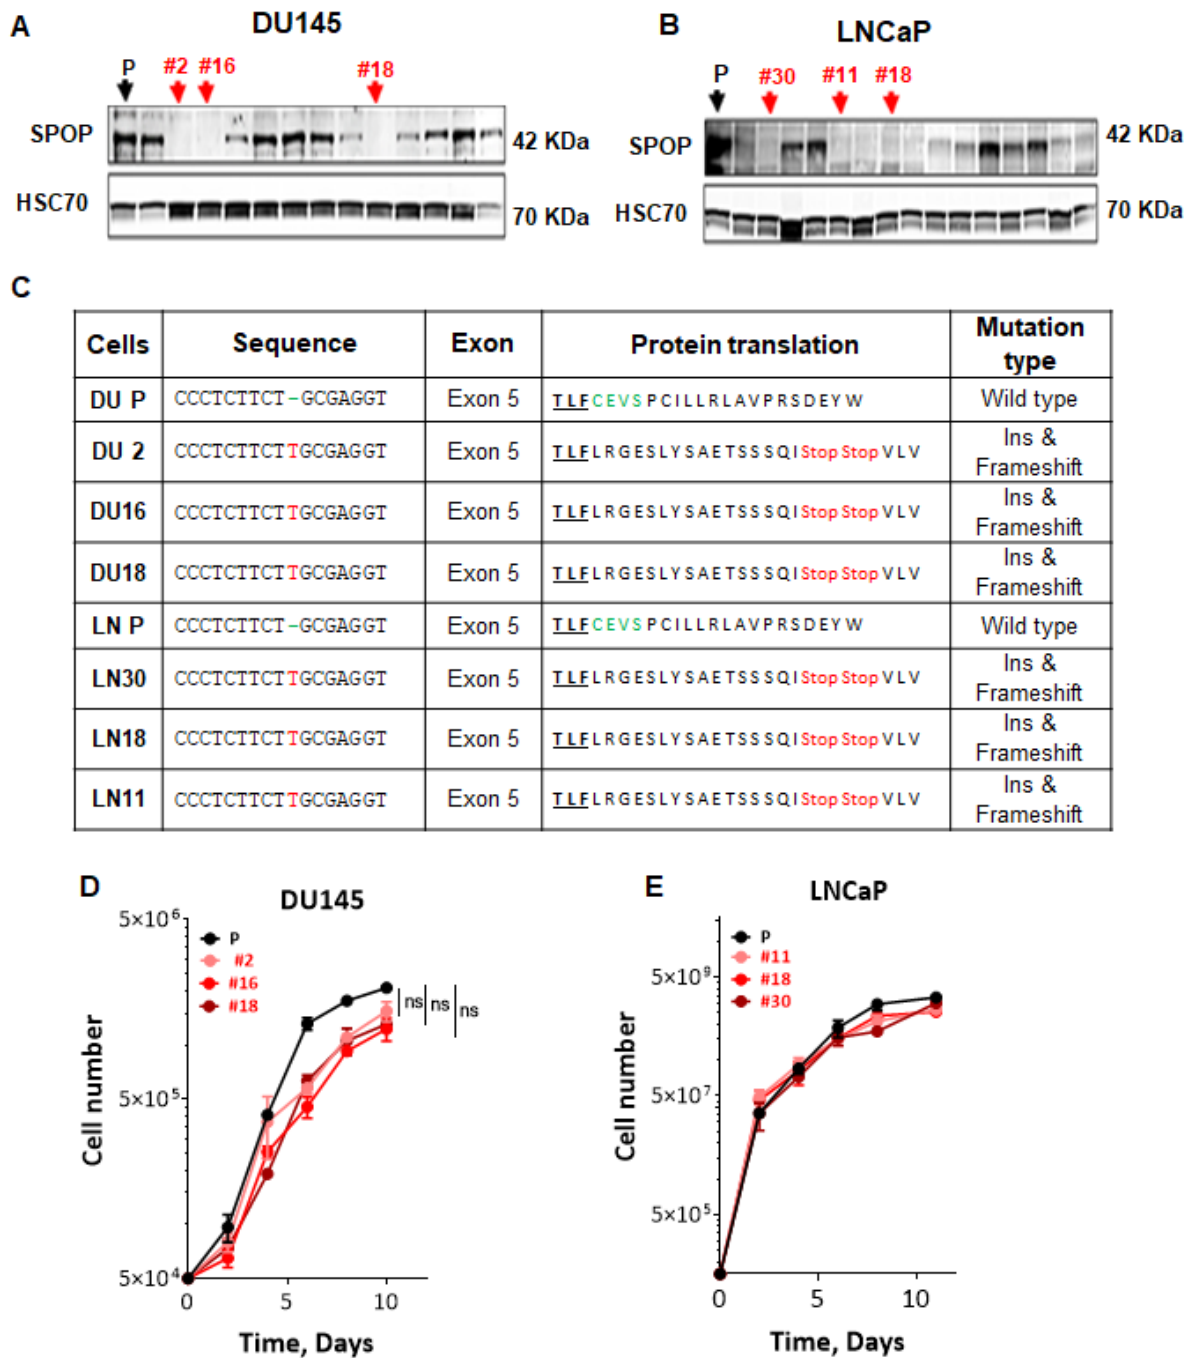 A
DU145
P
#2
#16
#18
SPOP
42 KDa
HSC70
70 KDa
B
LNCaP
P
#30
#11
#18
SPOP
42 KDa
HSC70
70 KDa
C
Cells Sequence Exon Protein translation Mutation type
DU P CCCTCTTCT-GCGAGGT Exon 5 TLFCEVSPCILLRLAVPRSDEYW Wild type
DU 2 CCCTCTTCTTGCGAGGT Exon 5 TLFLRGESLYSAETSSSQIStopStopVLV Ins & Frameshift
DU16 CCCTCTTCTTGCGAGGT Exon 5 TLFLRGESLYSAETSSSQIStopStopVLV Ins & Frameshift
DU18 CCCTCTTCTTGCGAGGT Exon 5 TLFLRGESLYSAETSSSQIStopStopVLV Ins & Frameshift
LN P CCCTCTTCT-GCGAGGT Exon 5 TLFCEVSPCILLRLAVPRSDEYW Wild type
LN30 CCCTCTTCTTGCGAGGT Exon 5 TLFLRGESLYSAETSSSQIStopStopVLV Ins & Frameshift
LN18 CCCTCTTCTTGCGAGGT Exon 5 TLFLRGESLYSAETSSSQIStopStopVLV Ins & Frameshift
LN11 CCCTCTTCTTGCGAGGT Exon 5 TLFLRGESLYSAETSSSQIStopStopVLV Ins & Frameshift
D
DU145
5×10⁶
5×10⁵
5×10⁴
Cell number
P
#2
#16
#18
ns ns ns
0 5 10
Time, Days
E
LNCaP
5×10⁹
5×10⁷
5×10⁵
Cell number
P
#11
#18
#30
0 5 10
Time, Days